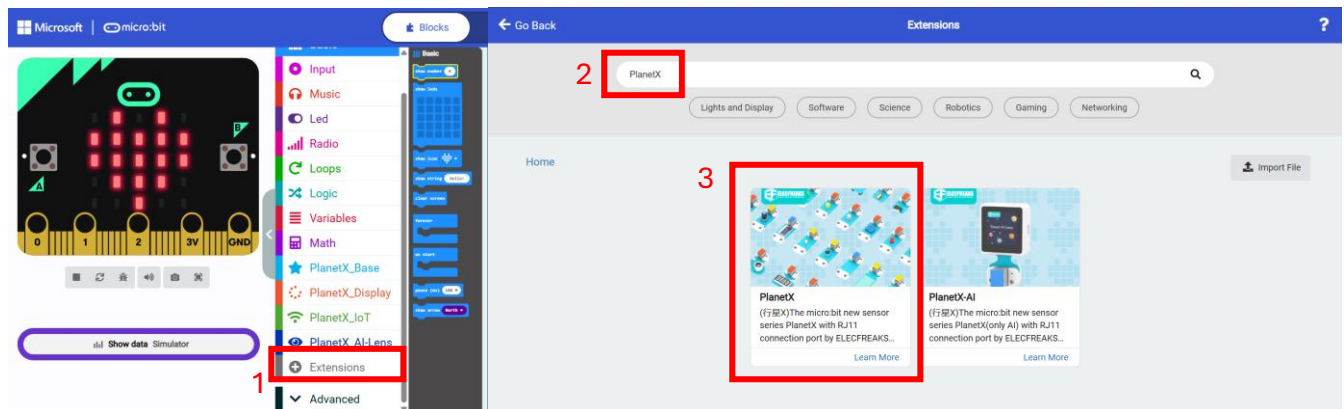 Microsoft | micro:bit
Blocks
Basic
Input
Music
Led
Radio
Loops
Logic
Variables
Math
PlanetX_Base
PlanetX_Display
PlanetX_IoT
PlanetX_AI-Lens
1
Extensions
Advanced
Basic
show leds
show icon
show string Hello!
clear screen
forever
on start
pause (ms) 100
show arrow North
B
A
0 1 2 3V GND
Show data Simulator
Go Back
Extensions
?
2
PlanetX
Lights and Display
Software
Science
Robotics
Gaming
Networking
Home
Import File
3
ELECFREAKS
PlanetX
(行星X)The micro:bit new sensor
series PlanetX with RJ11
connection port by ELECFREAKS...
Learn More
ELECFREAKS
PlanetX-AI
(行星X)The micro:bit new sensor
series PlanetX(only AI) with RJ11
connection port by ELECFREAKS...
Learn More